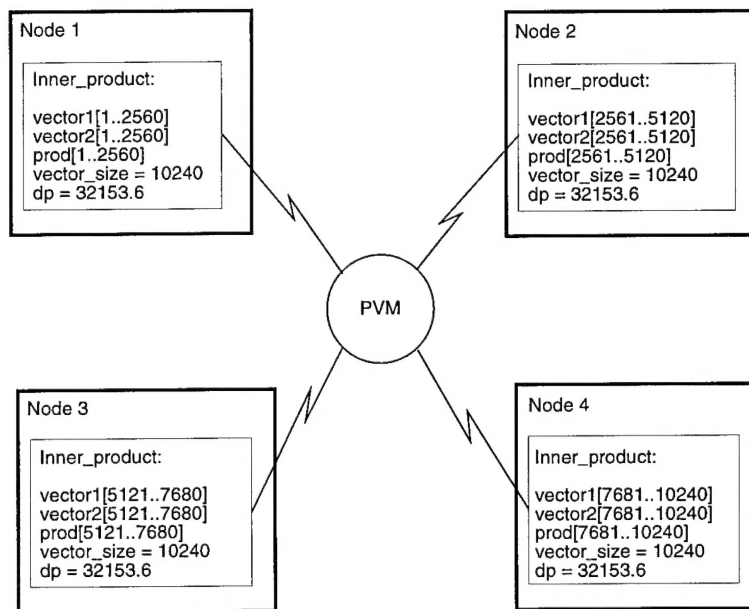 Node 1
Inner_product:
vector1[1..2560]
vector2[1..2560]
prod[1..2560]
vector_size = 10240
dp = 32153.6
Node 2
Inner_product:
vector1[2561..5120]
vector2[2561..5120]
prod[2561..5120]
vector_size = 10240
dp = 32153.6
PVM
Node 3
Inner_product:
vector1[5121..7680]
vector2[5121..7680]
prod[5121..7680]
vector_size = 10240
dp = 32153.6
Node 4
Inner_product:
vector1[7681..10240]
vector2[7681..10240]
prod[7681..10240]
vector_size = 10240
dp = 32153.6